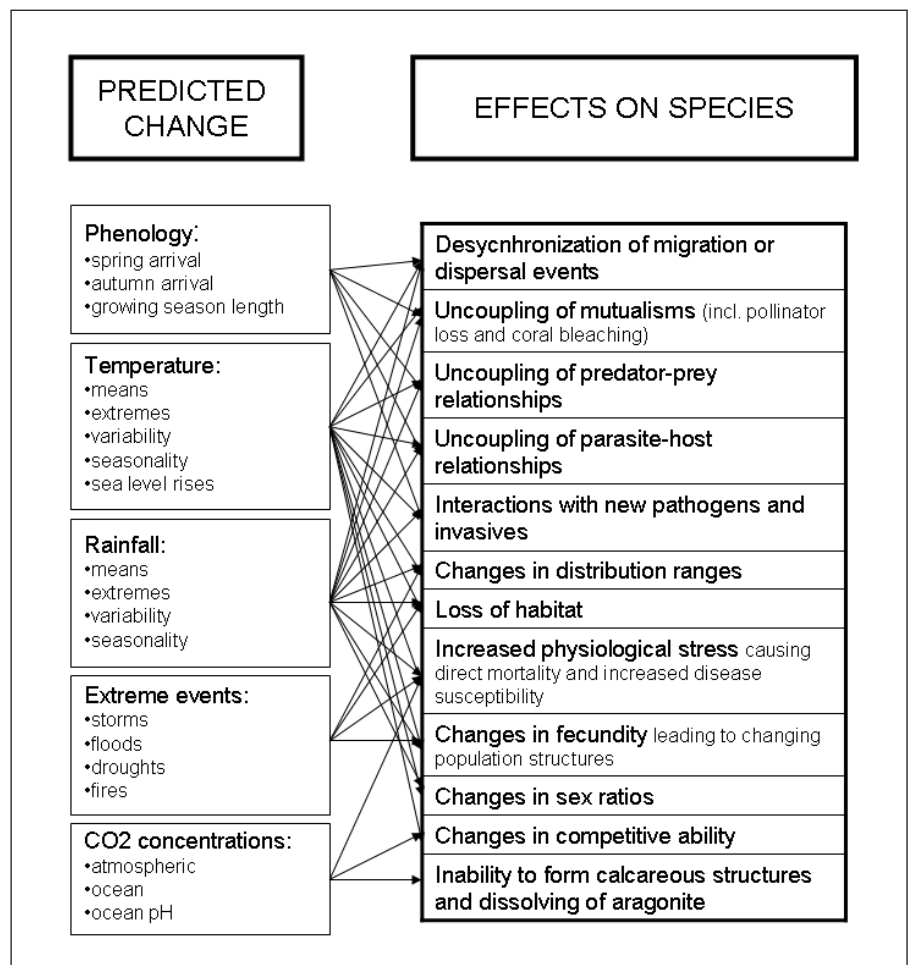 PREDICTED
CHANGE
EFFECTS ON SPECIES
Phenology:
•spring arrival
•autumn arrival
•growing season length
Temperature:
•means
•extremes
•variability
•seasonality
•sea level rises
Rainfall:
•means
•extremes
•variability
•seasonality
Extreme events:
•storms
•floods
•droughts
•fires
CO2 concentrations:
•atmospheric
•ocean
•ocean pH
Desycnhronization of migration or
dispersal events
Uncoupling of mutualisms (incl. pollinator
loss and coral bleaching)
Uncoupling of predator-prey
relationships
Uncoupling of parasite-host
relationships
Interactions with new pathogens and
invasives
Changes in distribution ranges
Loss of habitat
Increased physiological stress causing
direct mortality and increased disease
susceptibility
Changes in fecundity leading to changing
population structures
Changes in sex ratios
Changes in competitive ability
Inability to form calcareous structures
and dissolving of aragonite